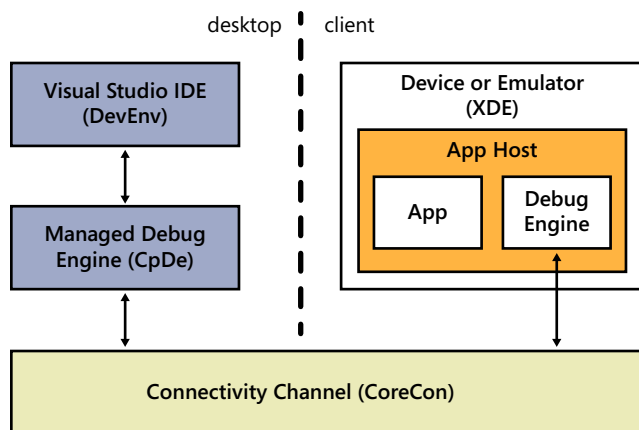 desktop
client
Visual Studio IDE
(DevEnv)
Managed Debug
Engine (CpDe)
Device or Emulator
(XDE)
App Host
App
Debug
Engine
Connectivity Channel (CoreCon)